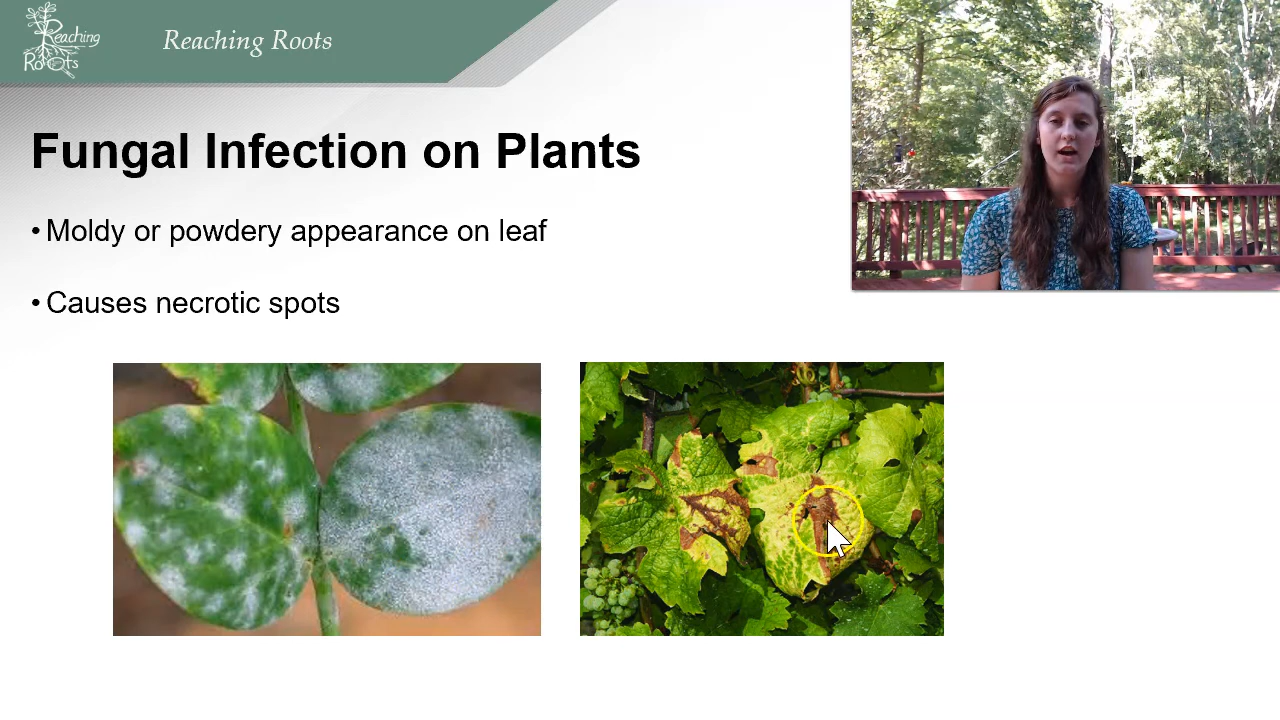 Reaching
Roots
Reaching Roots
Fungal Infection on Plants
• Moldy or powdery appearance on leaf
• Causes necrotic spots